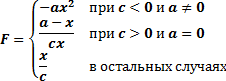 F = { −ax² при c < 0 и a ≠ 0
(a − x)/(cx) при c > 0 и a = 0
x/c в остальных случаях